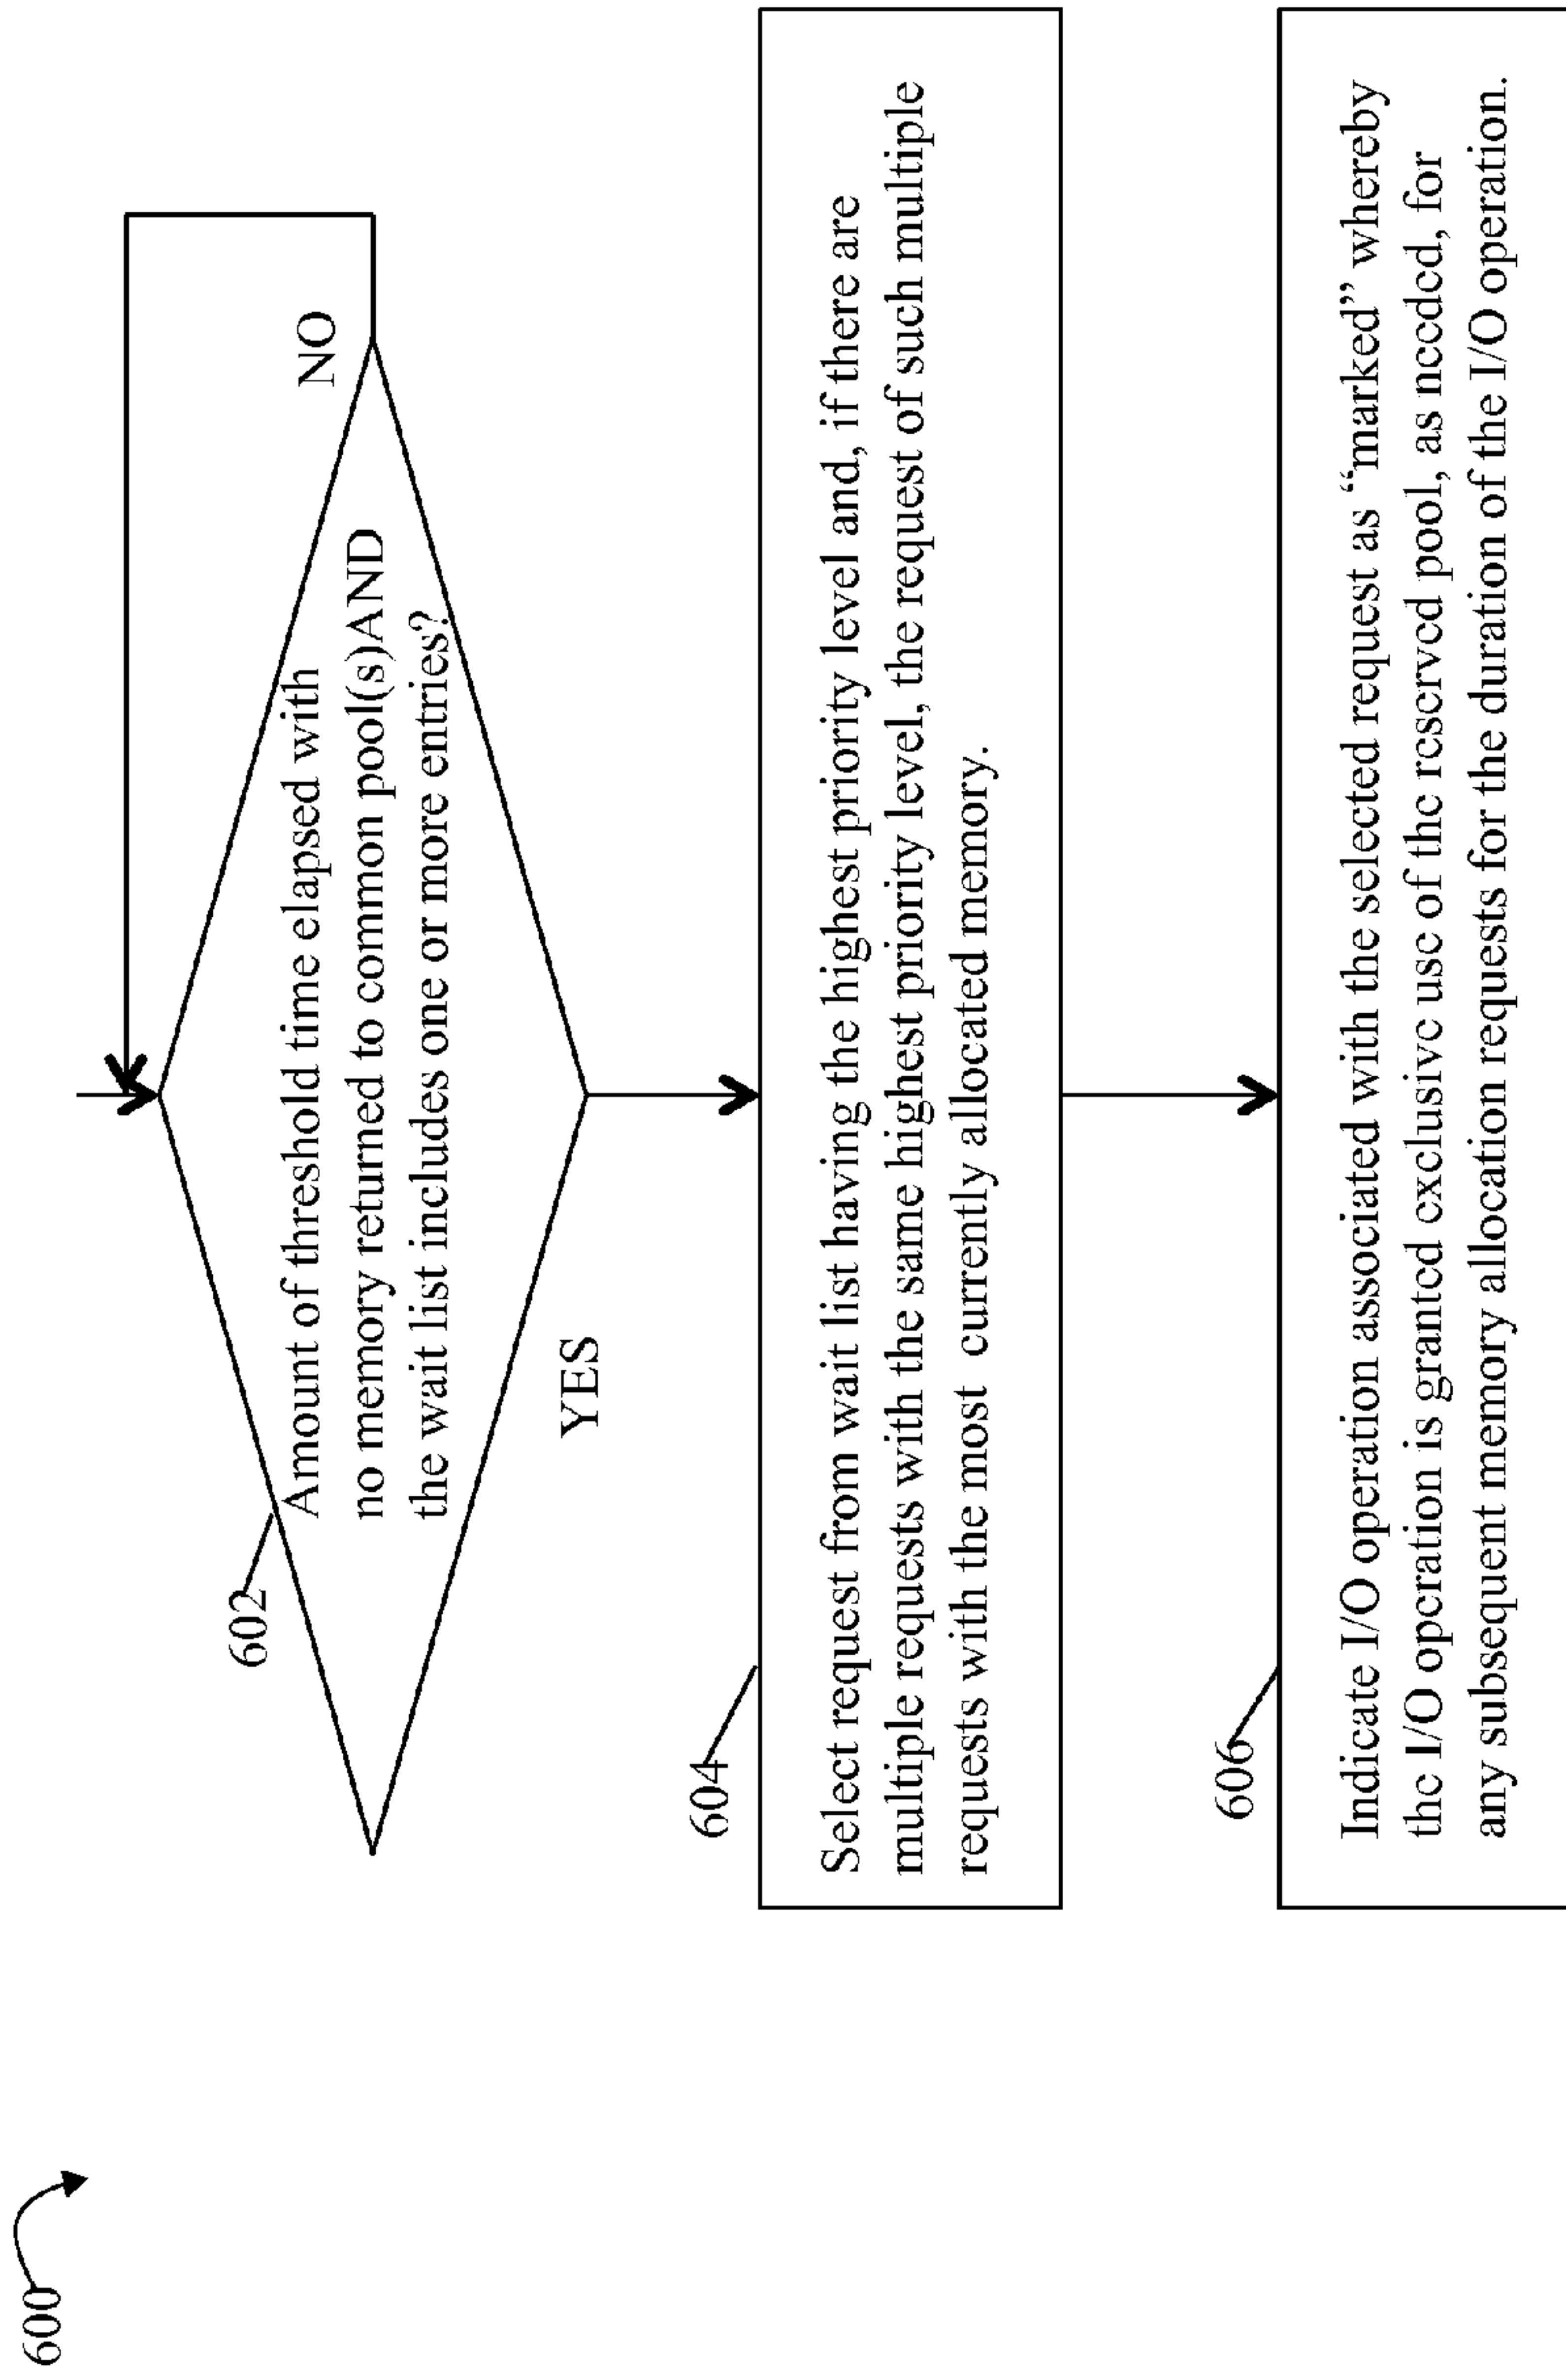 600
602
Amount of threshold time elapsed with
no memory returned to common pool(s)AND
the wait list includes one or more entries?
NO
YES
604
Select request from wait list having the highest priority level and, if there are
multiple requests with the same highest priority level, the request of such multiple
requests with the most currently allocated memory.
606
Indicate I/O operation associated with the selected request as “marked” whereby
the I/O operation is granted exclusive use of the reserved pool, as needed, for
any subsequent memory allocation requests for the duration of the I/O operation.